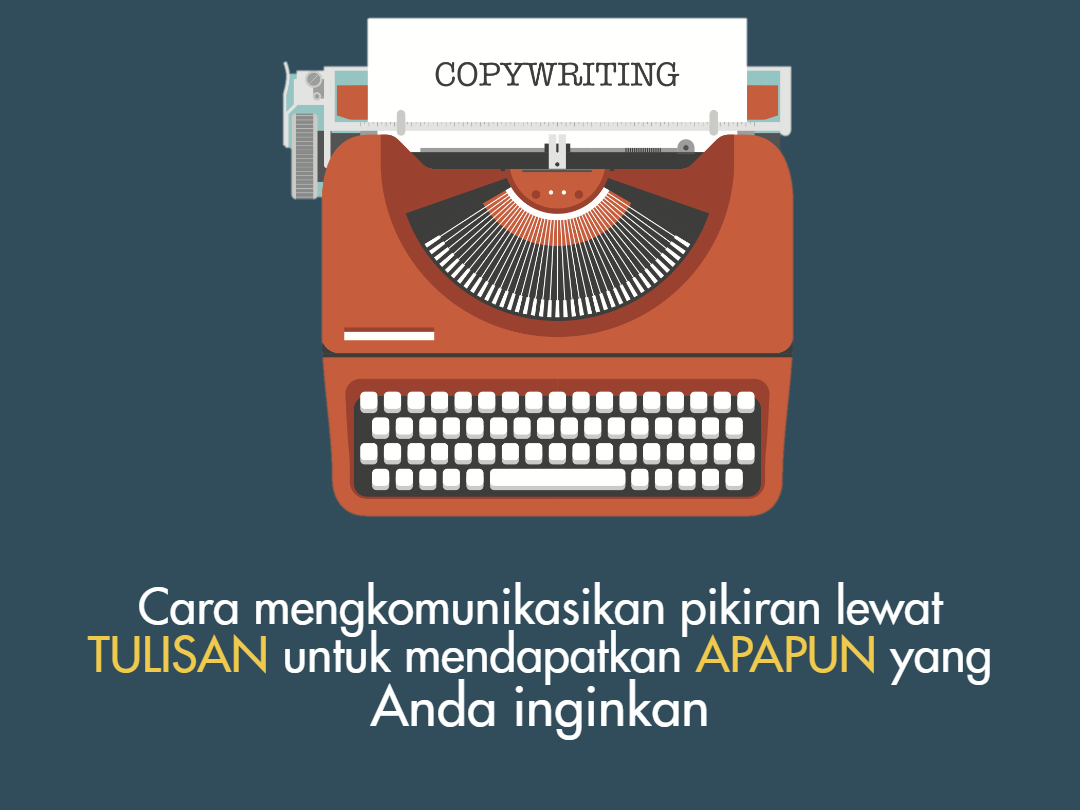 COPYWRITING
Cara mengkomunikasikan pikiran lewat
TULISAN untuk mendapatkan APAPUN yang
Anda inginkan